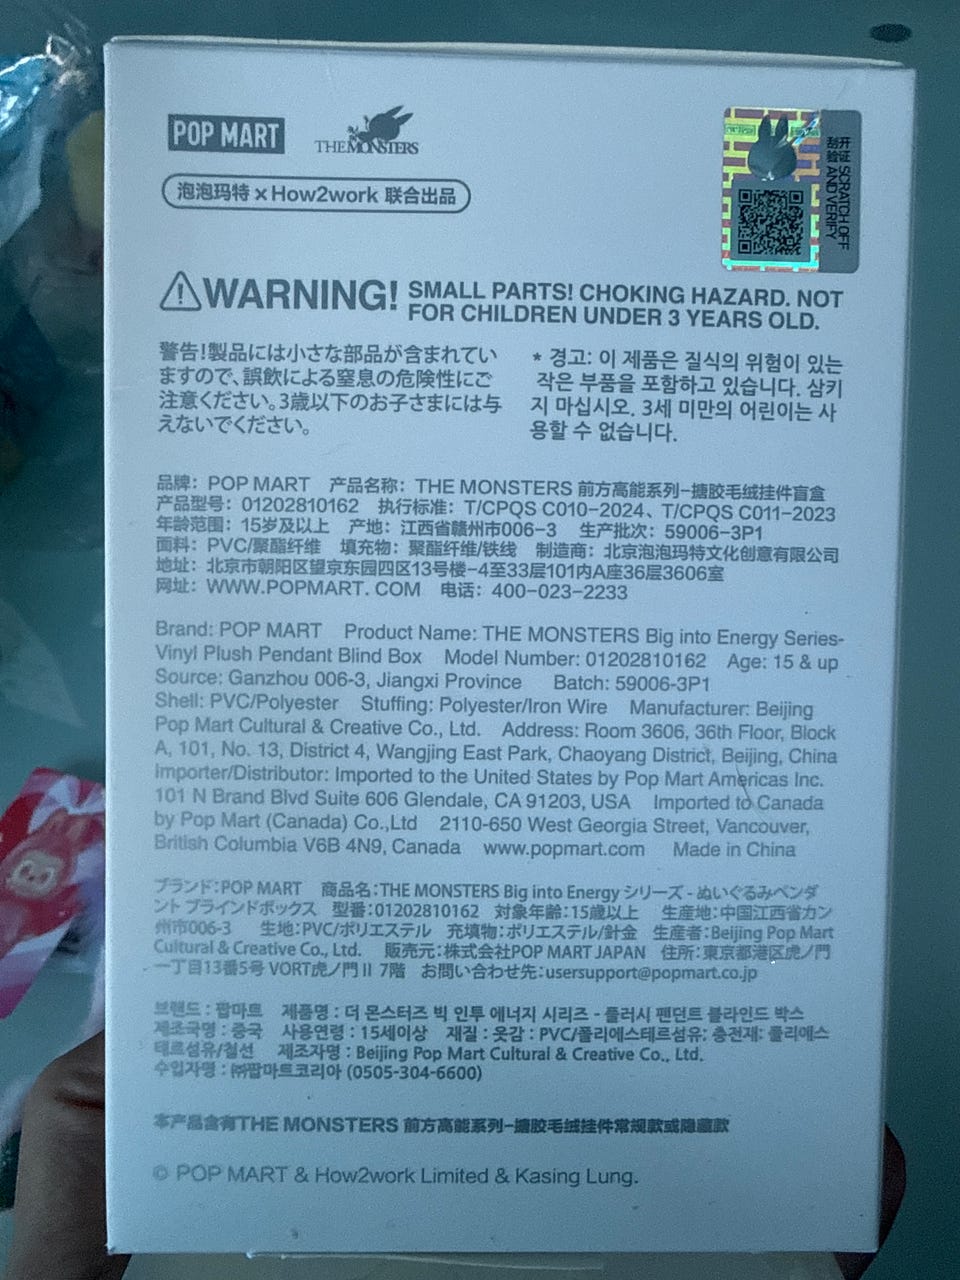 POP MART
THE MONSTERS
泡泡玛特 × How2work 联合出品
开启 刮开验证 SCRATCH OFF
AND VERIFY
WARNING! SMALL PARTS! CHOKING HAZARD. NOT
FOR CHILDREN UNDER 3 YEARS OLD.
警告!製品には小さな部品が含まれてい
ますので、誤飲による窒息の危険性にご
注意ください。3歳以下のお子さまには与
えないでください。
* 경고: 이 제품은 질식의 위험이 있는
작은 부품을 포함하고 있습니다. 삼키
지 마십시오. 3세 미만의 어린이는 사
용할 수 없습니다.
品牌：POP MART 产品名称：THE MONSTERS 前方高能系列-搪胶毛绒挂件盲盒
产品型号：01202810162 执行标准：T/CPQS C010-2024、T/CPQS C011-2023
年龄范围：15岁及以上 产地：江西省赣州市006-3 生产批次：59006-3P1
面料：PVC/聚酯纤维 填充物：聚酯纤维/铁线 制造商：北京泡泡玛特文化创意有限公司
地址：北京市朝阳区望京东园四区13号楼-4至33层101内A座36层3606室
网址：WWW.POPMART.COM 电话：400-023-2233
Brand: POP MART Product Name: THE MONSTERS Big into Energy Series-
Vinyl Plush Pendant Blind Box Model Number: 01202810162 Age: 15 & up
Source: Ganzhou 006-3, Jiangxi Province Batch: 59006-3P1
Shell: PVC/Polyester Stuffing: Polyester/Iron Wire Manufacturer: Beijing
Pop Mart Cultural & Creative Co., Ltd. Address: Room 3606, 36th Floor, Block
A, 101, No. 13, District 4, Wangjing East Park, Chaoyang District, Beijing, China
Importer/Distributor: Imported to the United States by Pop Mart Americas Inc.
101 N Brand Blvd Suite 606 Glendale, CA 91203, USA Imported to Canada
by Pop Mart (Canada) Co.,Ltd 2110-650 West Georgia Street, Vancouver,
British Columbia V6B 4N9, Canada www.popmart.com Made in China
ブランド:POP MART 商品名:THE MONSTERS Big into Energy シリーズ - ぬいぐるみペンダ
ント ブラインドボックス 型番:01202810162 対象年齢:15歳以上 生産地:中国江西省カン
州市006-3 生地:PVC/ポリエステル 充填物:ポリエステル/針金 生産者:Beijing Pop Mart
Cultural & Creative Co., Ltd. 販売元:株式会社POP MART JAPAN 住所:東京都港区虎ノ門
一丁目13番5号 VORT虎ノ門Ⅱ 7階 お問い合わせ先:usersupport@popmart.co.jp
브랜드 : 팝마트 제품명 : 더 몬스터즈 빅 인투 에너지 시리즈 - 플러시 펜던트 블라인드 박스
제조국명 : 중국 사용연령 : 15세이상 재질 : 옷감 : PVC/폴리에스테르섬유; 충전재: 폴리에스
테르섬유/철선 제조자명 : Beijing Pop Mart Cultural & Creative Co., Ltd.
수입자명 : ㈜팝마트코리아 (0505-304-6600)
本产品含有THE MONSTERS 前方高能系列-搪胶毛绒挂件常规款或隐藏款
© POP MART & How2work Limited & Kasing Lung.